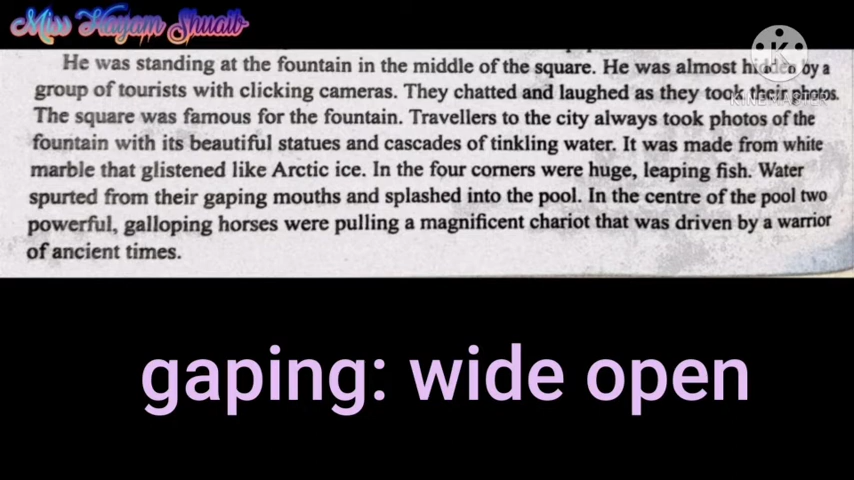 Miss Hayam Shuaib
He was standing at the fountain in the middle of the square. He was almost hidden by a
group of tourists with clicking cameras. They chatted and laughed as they took their photos.
The square was famous for the fountain. Travellers to the city always took photos of the
fountain with its beautiful statues and cascades of tinkling water. It was made from white
marble that glistened like Arctic ice. In the four corners were huge, leaping fish. Water
spurted from their gaping mouths and splashed into the pool. In the centre of the pool two
powerful, galloping horses were pulling a magnificent chariot that was driven by a warrior
of ancient times.
K
KINEMASTER
gaping: wide open